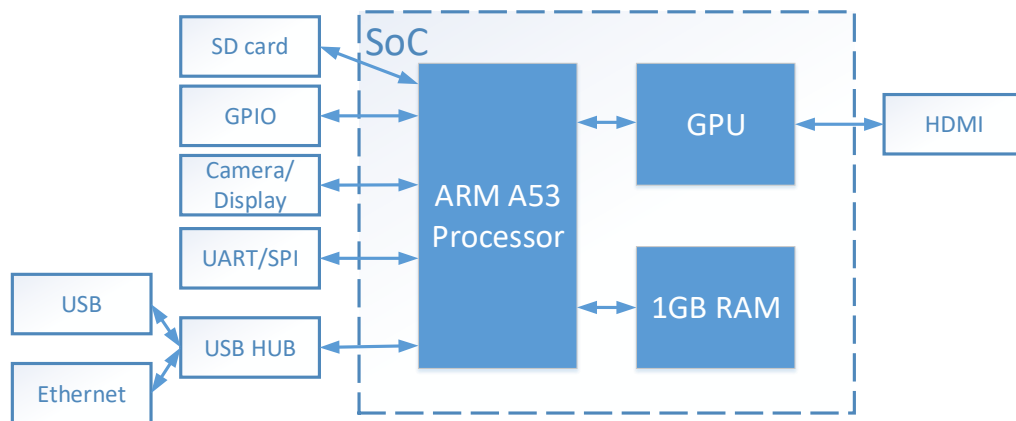 SoC
SD card
GPIO
Camera/
Display
UART/SPI
USB
USB HUB
Ethernet
ARM A53
Processor
GPU
1GB RAM
HDMI